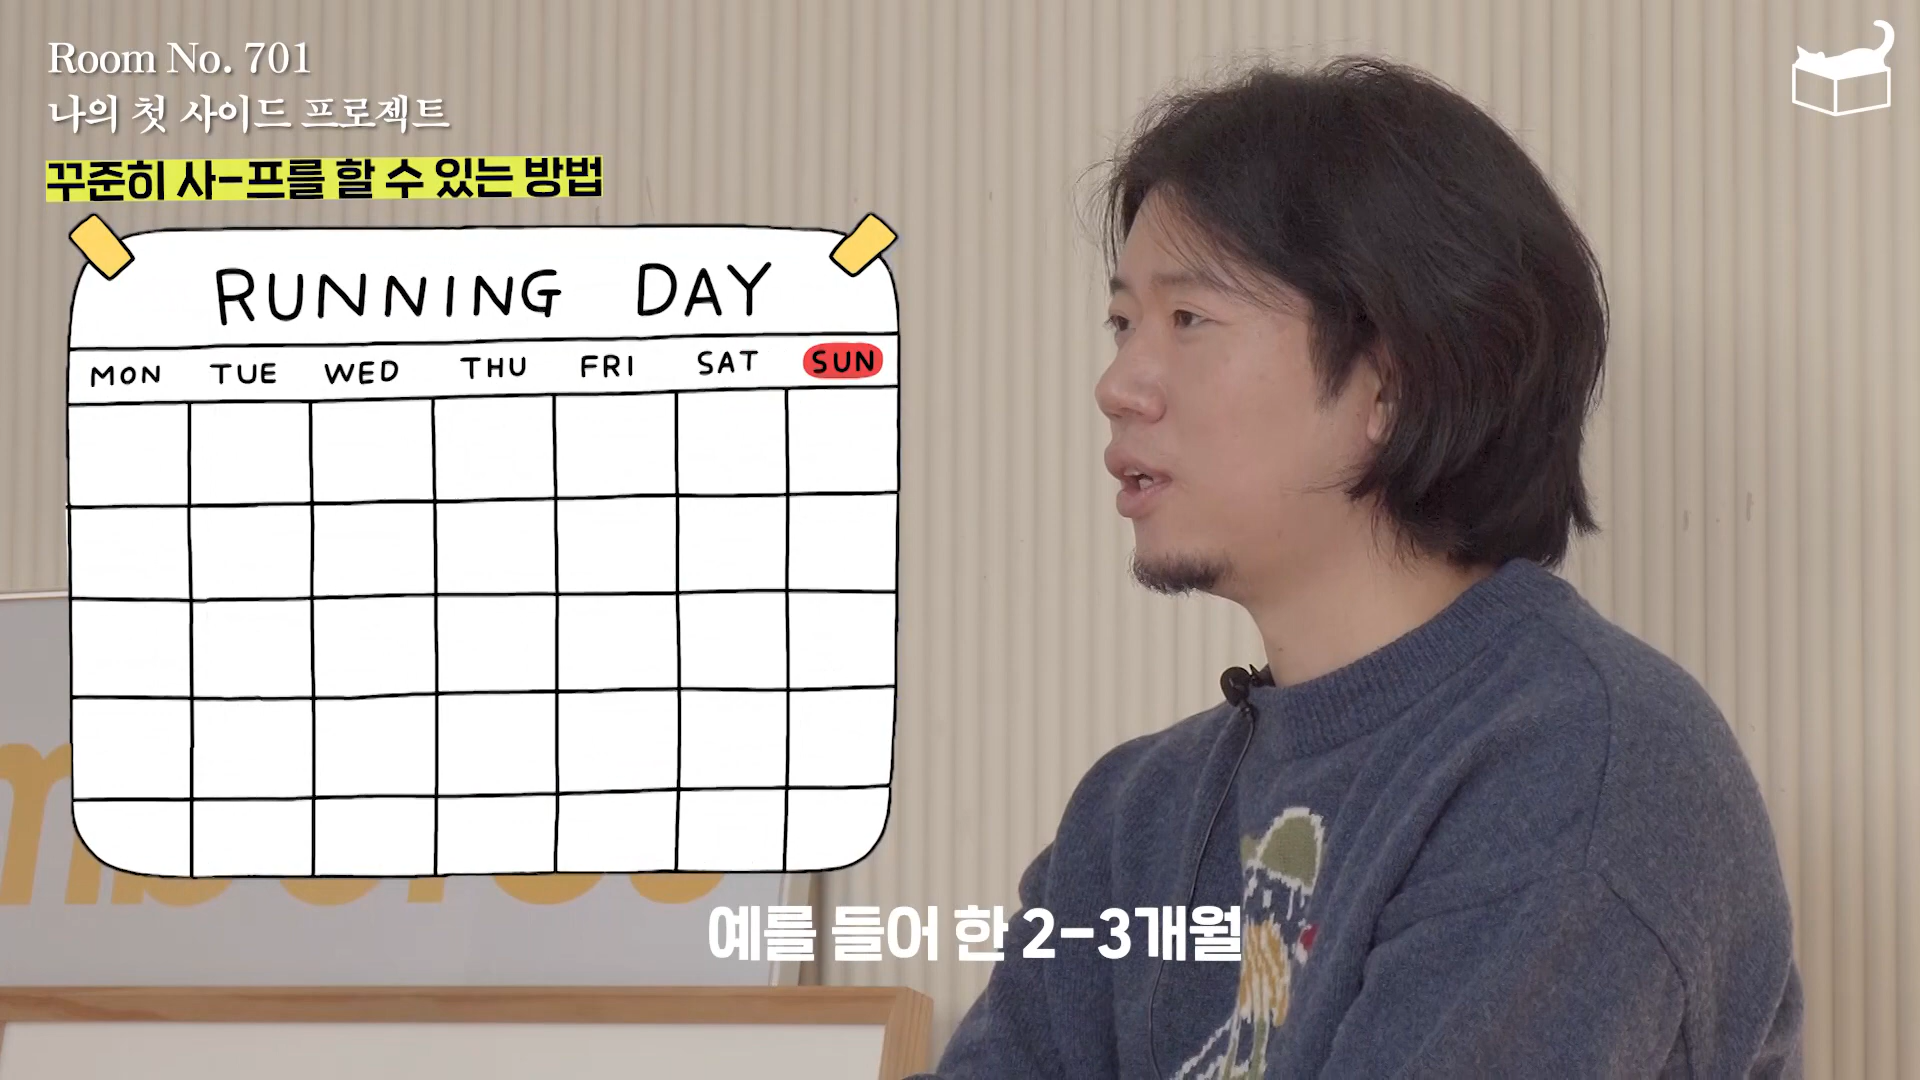 Room No. 701
나의 첫 사이드 프로젝트
꾸준히 사-프를 할 수 있는 방법
RUNNING DAY
MON TUE WED THU FRI SAT SUN
예를 들어 한 2-3개월